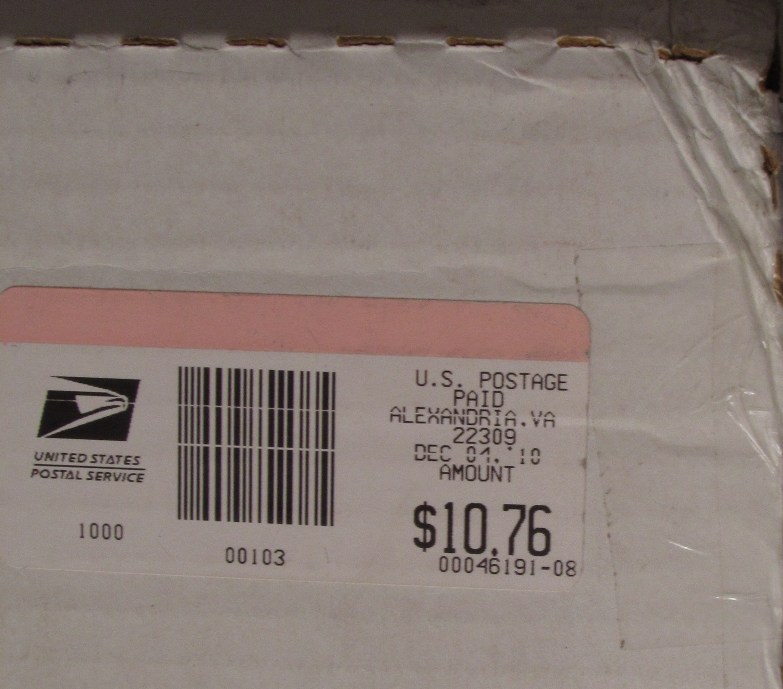 U.S. POSTAGE
PAID
ALEXANDRIA.VA
22309
DEC 04.'10
AMOUNT
$10.76
00046191-08
UNITED STATES
POSTAL SERVICE
1000
00103